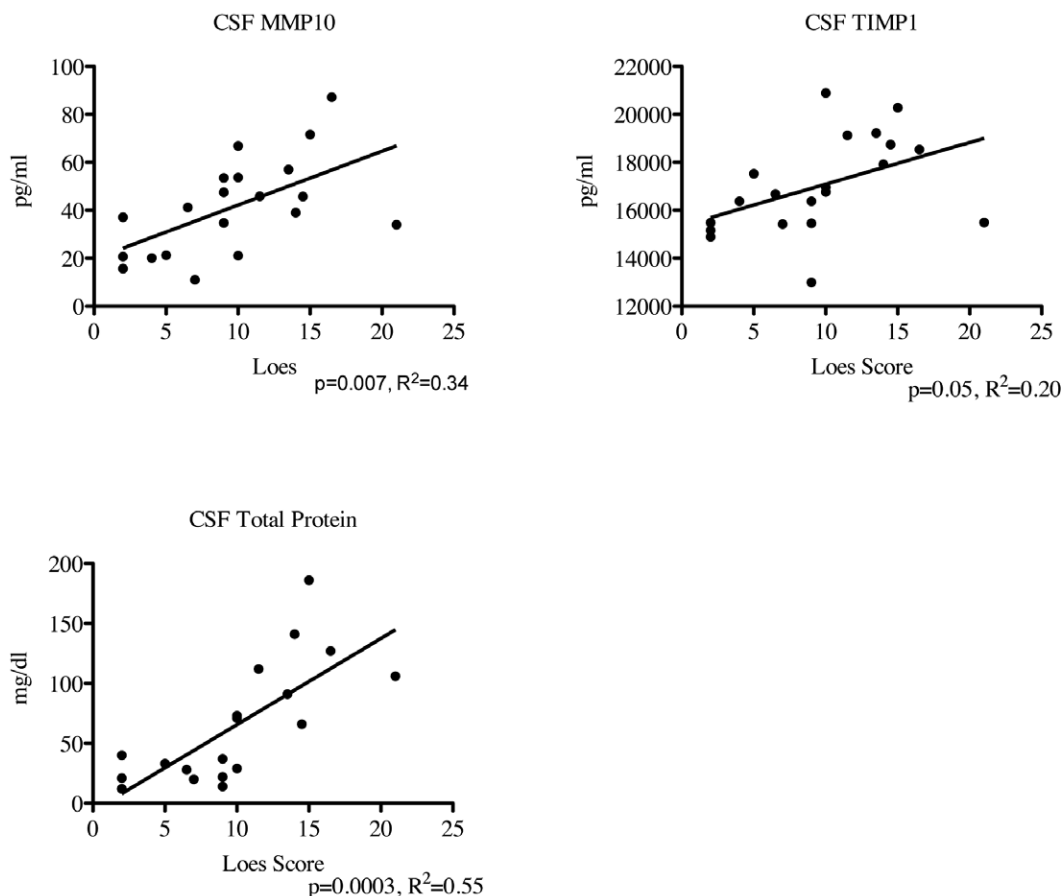 CSF MMP10
pg/ml
100
80
60
40
20
0
0 5 10 15 20 25
Loes
p=0.007, R²=0.34
CSF TIMP1
pg/ml
22000
20000
18000
16000
14000
12000
0 5 10 15 20 25
Loes Score
p=0.05, R²=0.20
CSF Total Protein
mg/dl
200
150
100
50
0
0 5 10 15 20 25
Loes Score
p=0.0003, R²=0.55